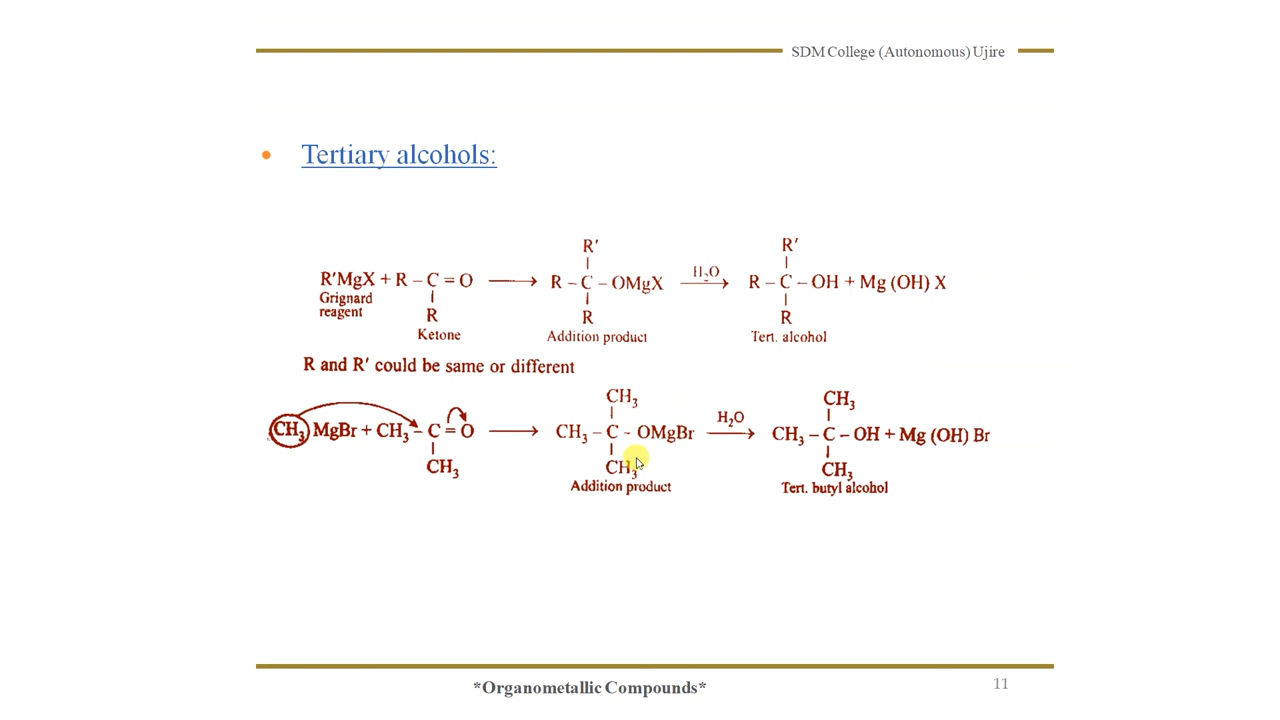 SDM College (Autonomous) Ujire
• Tertiary alcohols:
R′
R′
R′MgX + R – C = O ⟶ R – C – OMgX H₂O ⟶ R – C – OH + Mg (OH) X
Grignard
reagent
R
R
R
Ketone
Addition product
Tert. alcohol
R and R′ could be same or different
CH₃
CH₃
CH₃ MgBr + CH₃ – C = O ⟶ CH₃ – C - OMgBr H₂O ⟶ CH₃ – C – OH + Mg (OH) Br
CH₃
CH₃
CH₃
Addition product
Tert. butyl alcohol
*Organometallic Compounds*
11